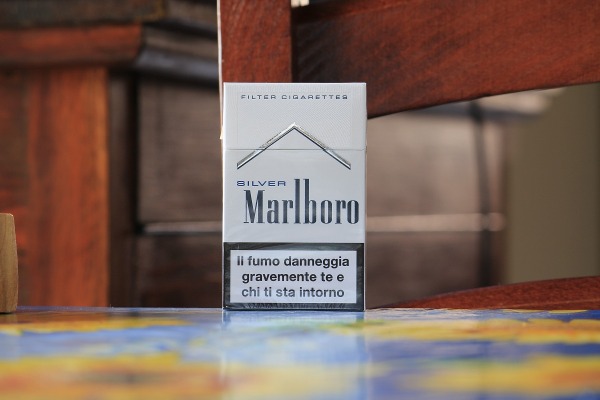 FILTER CIGARETTES
SILVER
Marlboro
Il fumo danneggia
gravemente te e
chi ti sta intorno